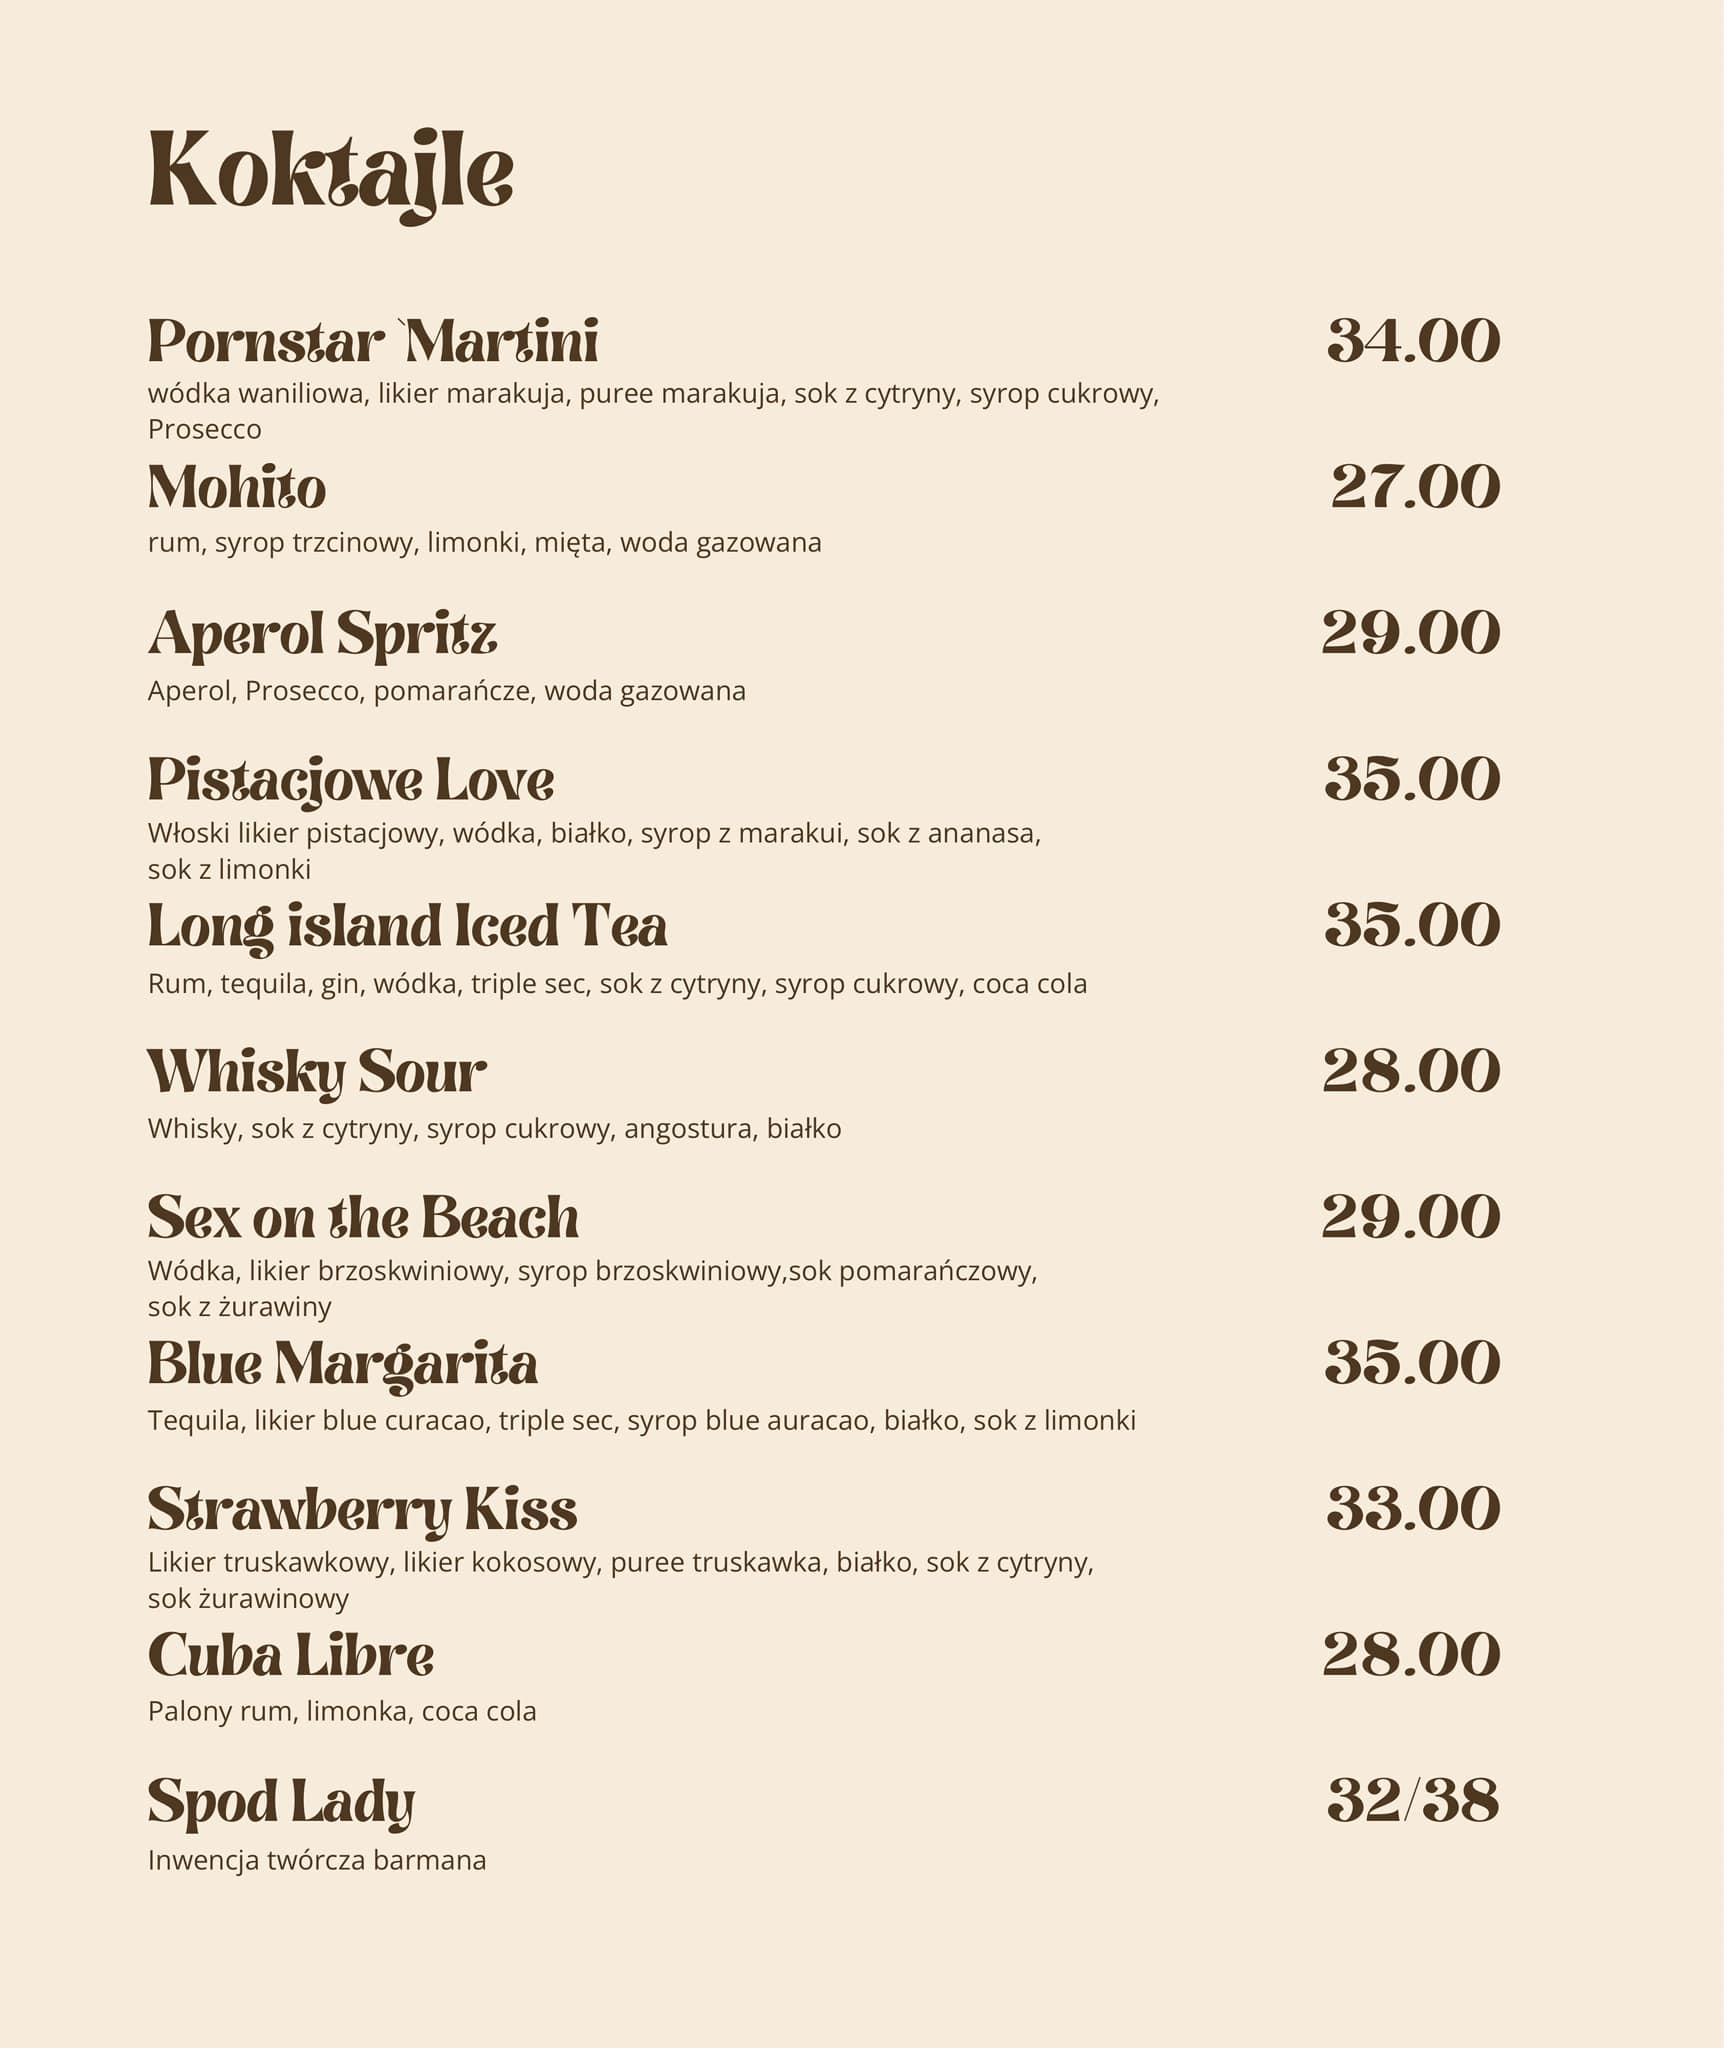 Koktajle
Pornstar `Martini 34.00
wódka waniliowa, likier marakuja, puree marakuja, sok z cytryny, syrop cukrowy,
Prosecco
Mohito 27.00
rum, syrop trzcinowy, limonki, mięta, woda gazowana
Aperol Spritz 29.00
Aperol, Prosecco, pomarańcze, woda gazowana
Pistacjowe Love 35.00
Włoski likier pistacjowy, wódka, białko, syrop z marakui, sok z ananasa,
sok z limonki
Long island Iced Tea 35.00
Rum, tequila, gin, wódka, triple sec, sok z cytryny, syrop cukrowy, coca cola
Whisky Sour 28.00
Whisky, sok z cytryny, syrop cukrowy, angostura, białko
Sex on the Beach 29.00
Wódka, likier brzoskwiniowy, syrop brzoskwiniowy,sok pomarańczowy,
sok z żurawiny
Blue Margarita 35.00
Tequila, likier blue curacao, triple sec, syrop blue auracao, białko, sok z limonki
Strawberry Kiss 33.00
Likier truskawkowy, likier kokosowy, puree truskawka, białko, sok z cytryny,
sok żurawinowy
Cuba Libre 28.00
Palony rum, limonka, coca cola
Spod Lady 32/38
Inwencja twórcza barmana